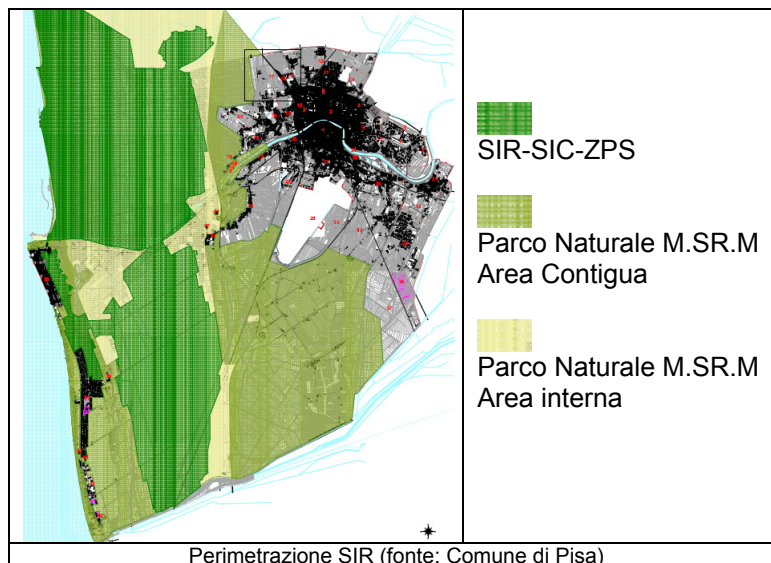 SIR-SIC-ZPS
Parco Naturale M.SR.M
Area Contigua
Parco Naturale M.SR.M
Area interna
Perimetrazione SIR (fonte: Comune di Pisa)